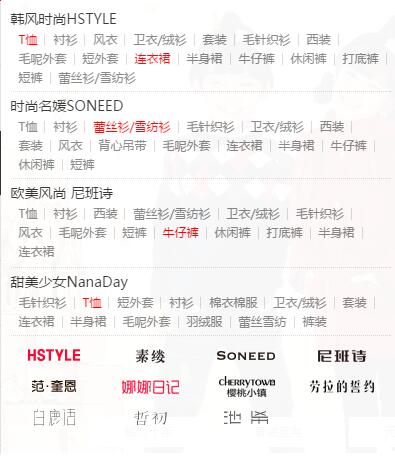 韩风时尚HSTYLE
T恤 | 衬衫 | 风衣 | 卫衣/绒衫 | 套装 | 毛针织衫 | 西装 |
毛呢外套 | 短外套 | 连衣裙 | 半身裙 | 牛仔裤 | 休闲裤 | 打底裤 |
短裤 | 蕾丝衫/雪纺衫
时尚名媛SONEED
T恤 | 衬衫 | 蕾丝衫/雪纺衫 | 毛针织衫 | 卫衣/绒衫 | 西装 |
套装 | 风衣 | 背心吊带 | 毛呢外套 | 连衣裙 | 半身裙 | 牛仔裤 |
休闲裤 | 短裤
欧美风尚 尼班诗
T恤 | 衬衫 | 西装 | 蕾丝衫/雪纺衫 | 卫衣/绒衫 | 毛针织衫 |
风衣 | 毛呢外套 | 短裤 | 牛仔裤 | 休闲裤 | 打底裤 | 半身裙 |
连衣裙
甜美少女NanaDay
毛针织衫 | T恤 | 短外套 | 衬衫 | 棉衣棉服 | 卫衣/绒衫 | 套装 |
连衣裙 | 半身裙 | 毛呢外套 | 羽绒服 | 蕾丝雪纺 | 裤装
HSTYLE 素缕 SONEED 尼班诗
范·奎恩 娜娜日记 CHERRYTOWN 樱桃小镇 劳拉的誓约
自鹿语 哲初